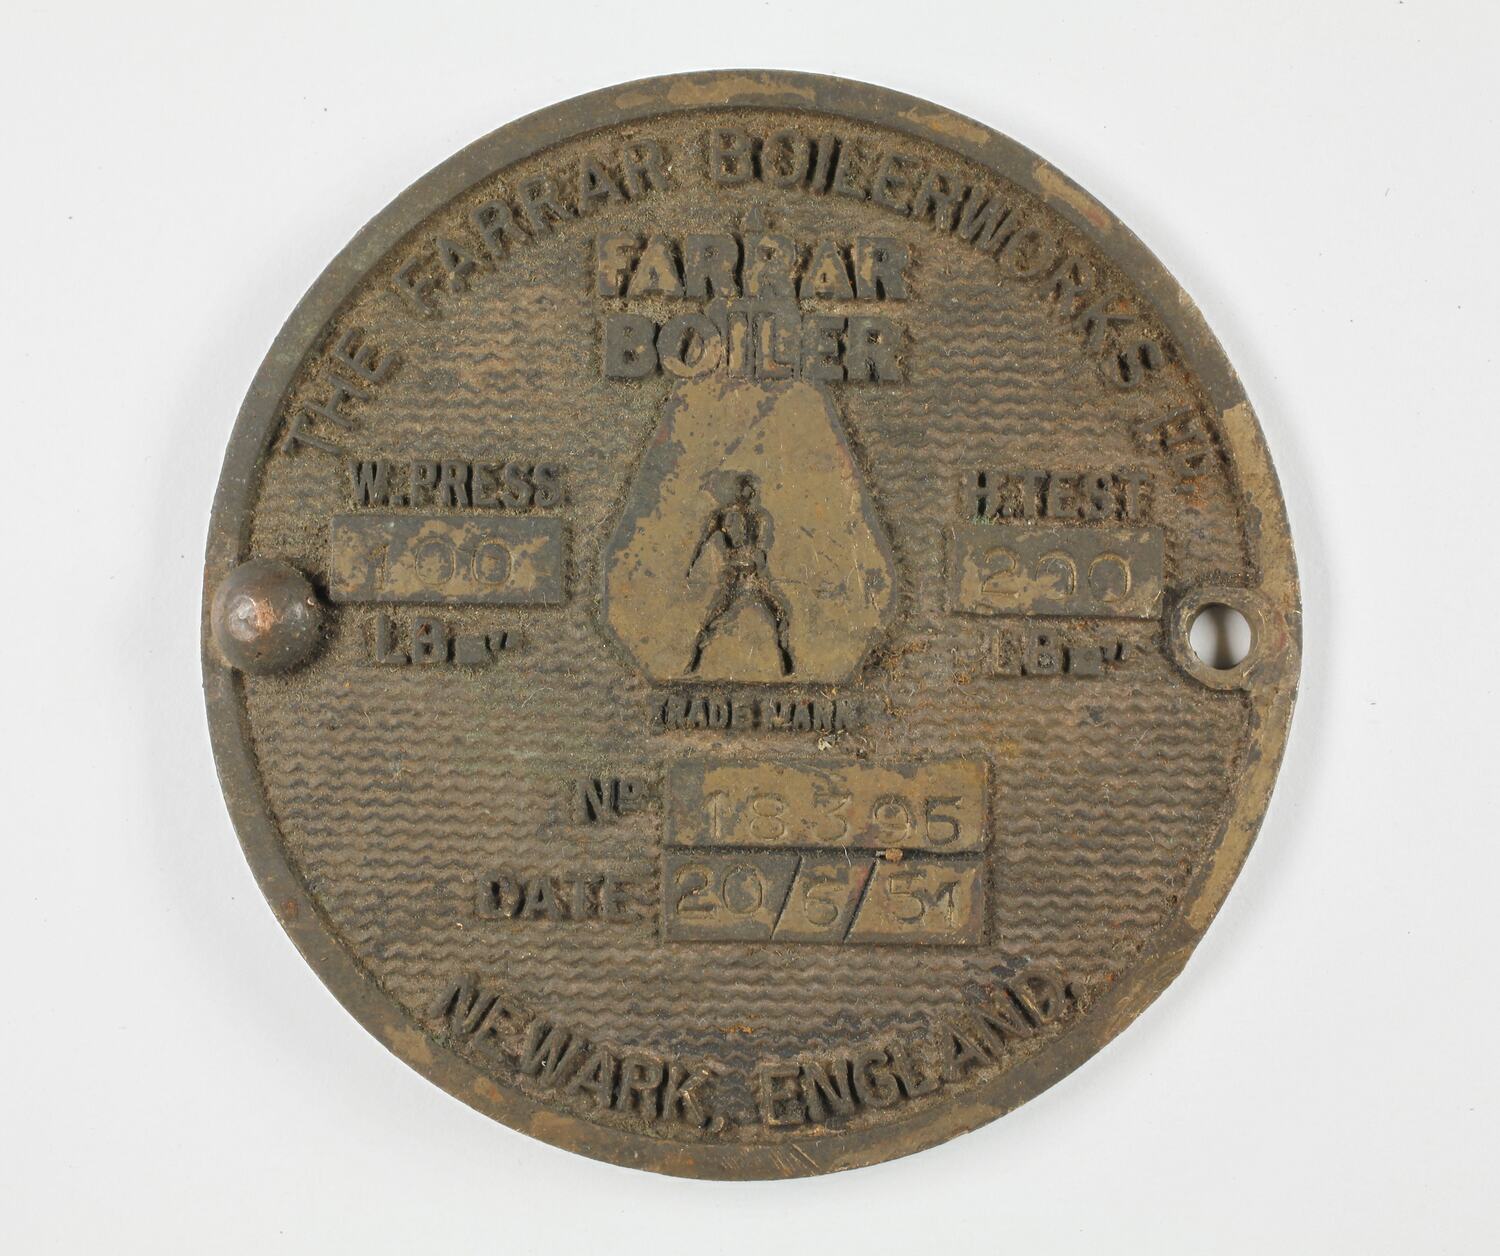 THE FARRAR BOILERWORKS LTD.
FARRAR
BOILER
W.PRESS
100
LB
H.TEST
200
LB
TRADE MARK
No 18395
DATE 20/6/51
NEWARK, ENGLAND.